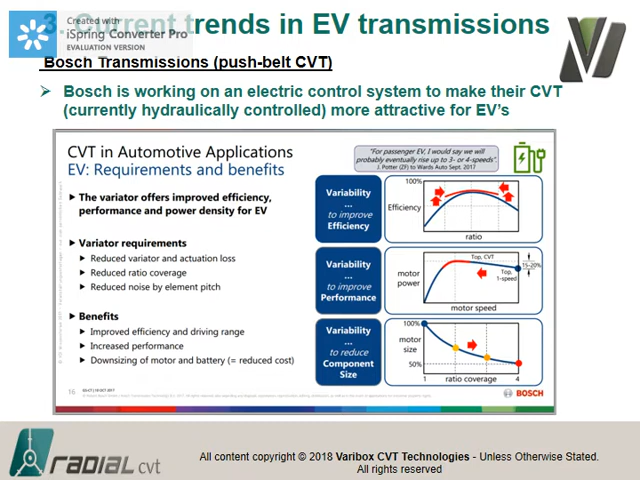 3. Current trends in EV transmissions
Created with
iSpring Converter Pro
EVALUATION VERSION
Bosch Transmissions (push-belt CVT)
➤ Bosch is working on an electric control system to make their CVT
(currently hydraulically controlled) more attractive for EV's
CVT in Automotive Applications
EV: Requirements and benefits
"For passenger EV, I would say we will
probably eventually rise up to 3- or 4-speeds".
J. Potter (ZF) to Wards Auto Sept, 2017
▶ The variator offers improved efficiency,
performance and power density for EV
▶ Variator requirements
▶ Reduced variator and actuation loss
▶ Reduced ratio coverage
▶ Reduced noise by element pitch
▶ Benefits
▶ Improved efficiency and driving range
▶ Increased performance
▶ Downsizing of motor and battery (= reduced cost)
Variability
...
to improve
Efficiency
100%
Efficiency
ratio
Variability
...
to improve
Performance
motor
power
Top, CVT
15-20%
Top,
1-speed
motor speed
Variability
...
to reduce
Component
Size
100%
motor
size
50%
1
ratio coverage
4
16
BOSCH
RADIAL cvt
All content copyright © 2018 Varibox CVT Technologies - Unless Otherwise Stated.
All rights reserved